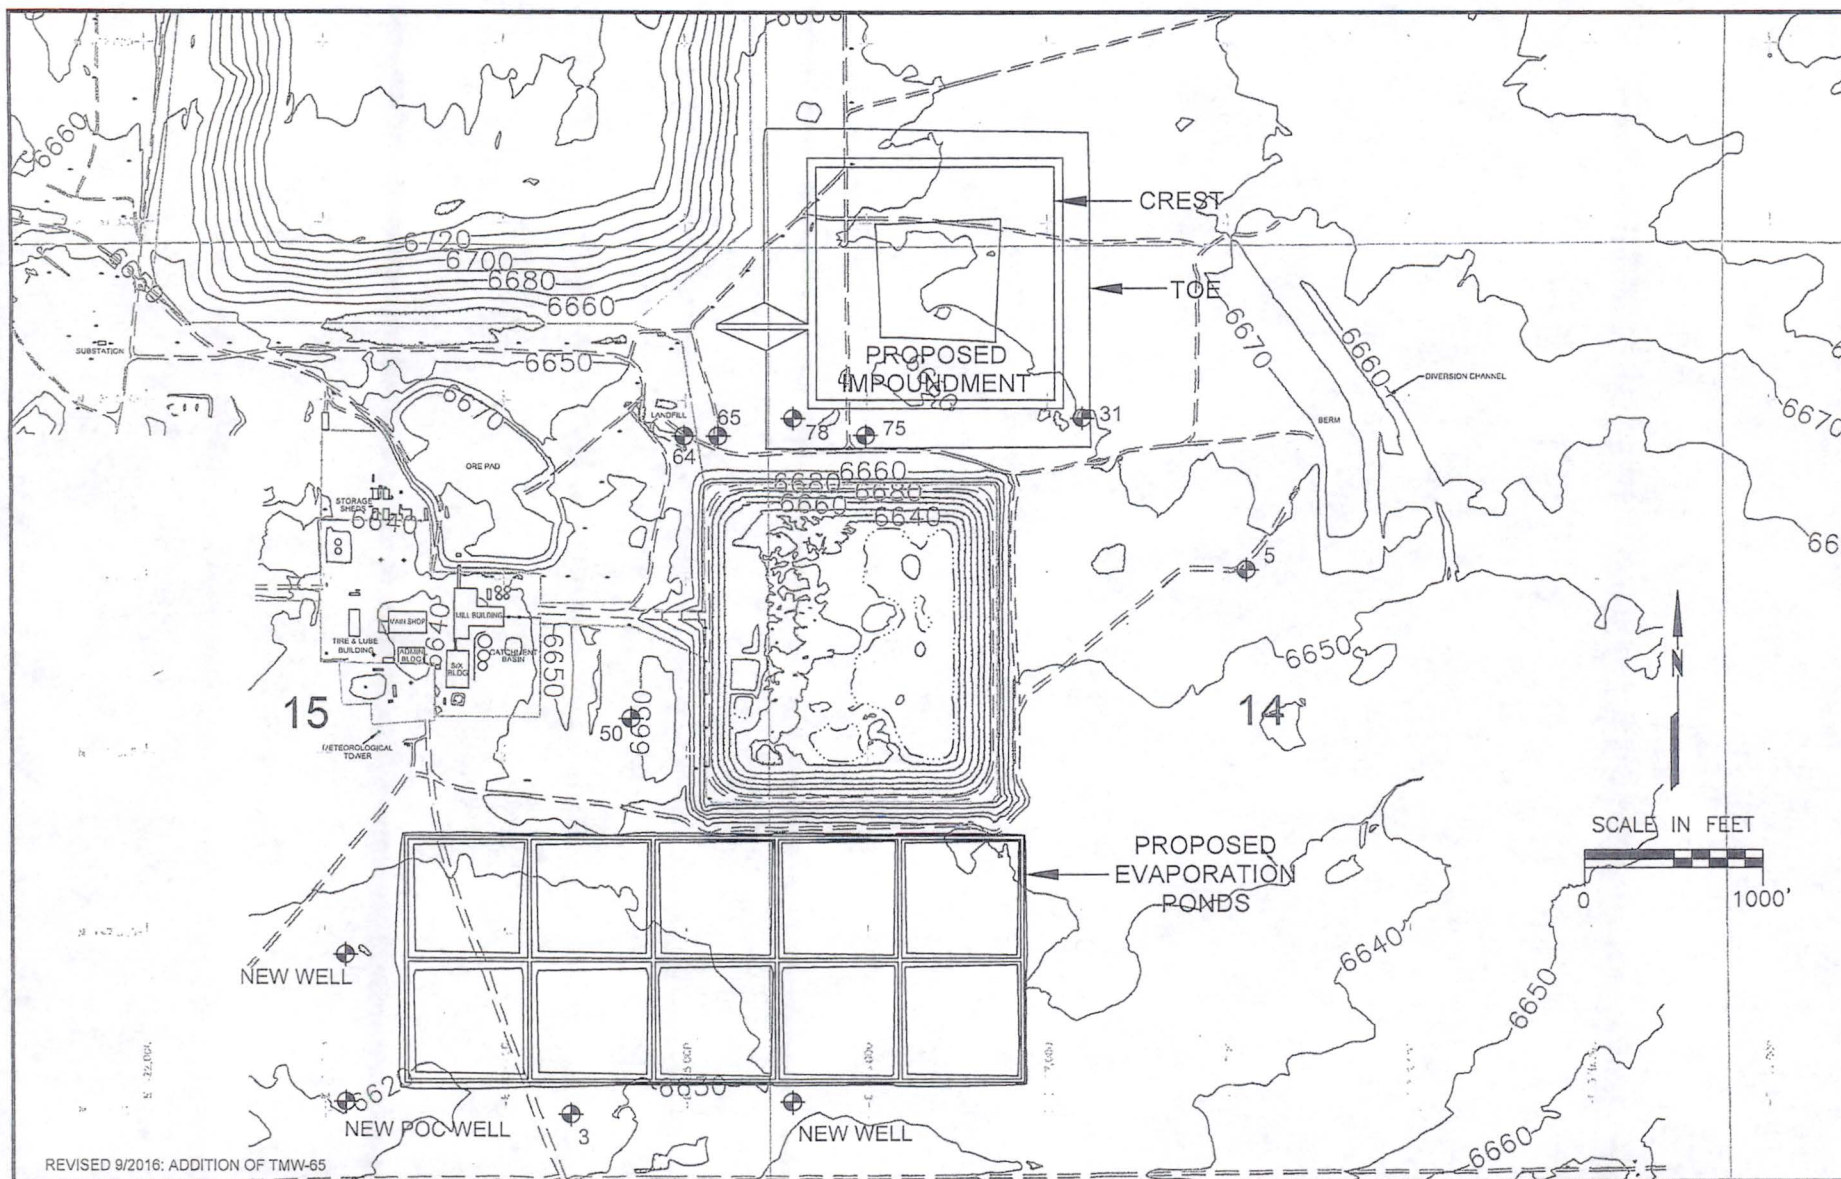 6660
CREST
6720
6700
6680
6660
TOE
6670
6660
SUBSTATION
6650
PROPOSED
IMPOUNDMENT
DIVERSION CHANNEL
6670
6670
LANDFILL
65
78
75
31
BERM
64
ORE PAD
6660
6680
6680
6660
6640
STORAGE
SHEDS
6640
5
MAIN SHOP
MILL BUILDING
TIRE & LUBE
BUILDING
ADMIN.
BLDG
6640
S/X
BLDG
CATCHMENT
BASIN
6650
6650
N
15
50
6650
14
METEOROLOGICAL
TOWER
SCALE IN FEET
0
1000'
PROPOSED
EVAPORATION
PONDS
6640
6650
NEW WELL
NEW POC WELL
3
NEW WELL
6660
REVISED 9/2016: ADDITION OF TMW-65